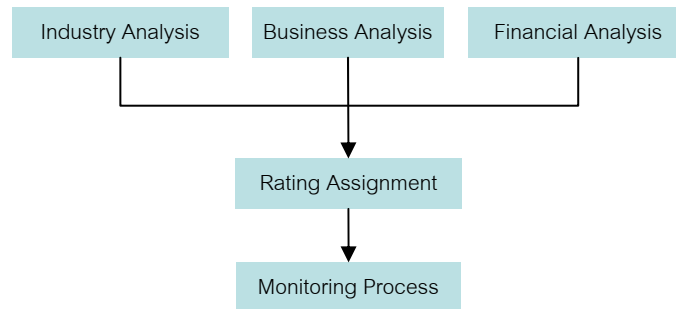 Industry Analysis
Business Analysis
Financial Analysis
Rating Assignment
Monitoring Process